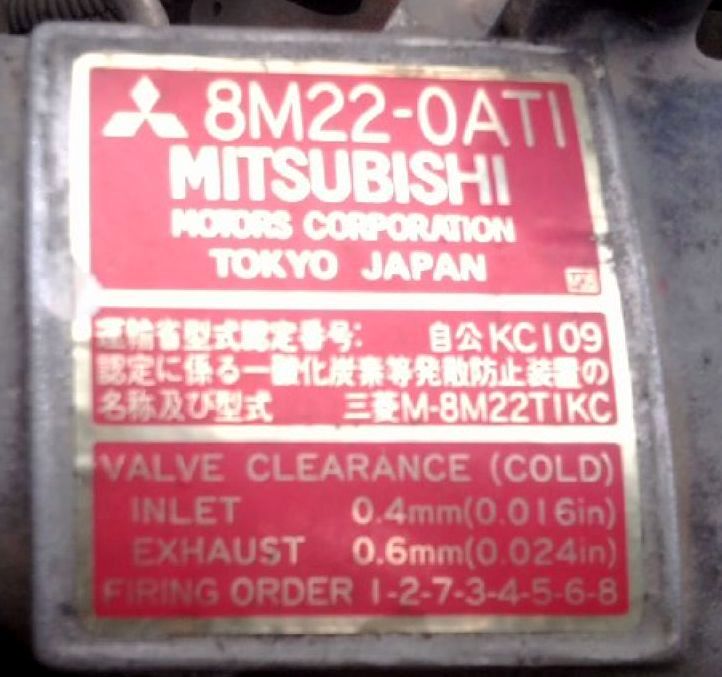 8M22-0AT1
MITSUBISHI
MOTORS CORPORATION
TOKYO JAPAN
運輸省型式認定番号: 自公KC109
認定に係る一酸化炭素等発散防止装置の
名称及び型式 三菱M-8M22T1KC
VALVE CLEARANCE (COLD)
INLET 0.4mm(0.016in)
EXHAUST 0.6mm(0.024in)
FIRING ORDER 1-2-7-3-4-5-6-8